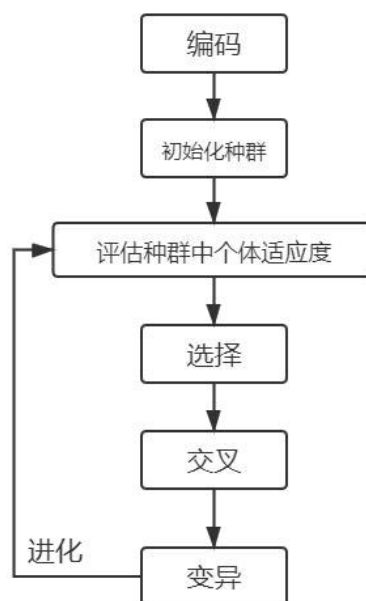 编码
初始化种群
评估种群中个体适应度
选择
交叉
进化
变异